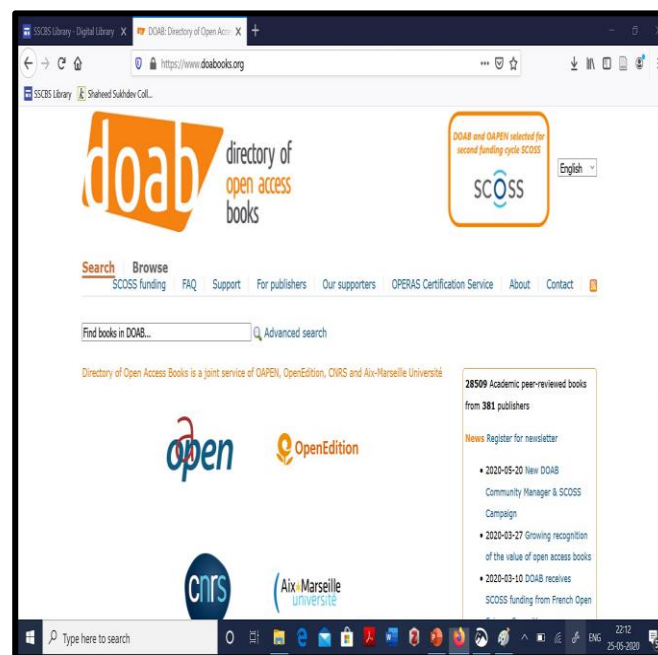 SSCBS Library - Digital Library X
DOAB: Directory of Open Acce X +
https://www.doabooks.org
SSCBS Library
Shaheed Sukhdev Coll...
doab
directory of
open access
books
DOAB and OAPEN selected for
second funding cycle SCOSS
SCOSS
English
Search Browse
SCOSS funding FAQ Support For publishers Our supporters OPERAS Certification Service About Contact
Find books in DOAB...
Advanced search
Directory of Open Access Books is a joint service of OAPEN, OpenEdition, CNRS and Aix-Marseille Université
oapen
OpenEdition
cnrs
Aix*Marseille
université
28509 Academic peer-reviewed books
from 381 publishers
News Register for newsletter
• 2020-05-20 New DOAB
Community Manager & SCOSS
Campaign
• 2020-03-27 Growing recognition
of the value of open access books
• 2020-03-10 DOAB receives
SCOSS funding from French Open
Type here to search
ENG
22:12
25-05-2020